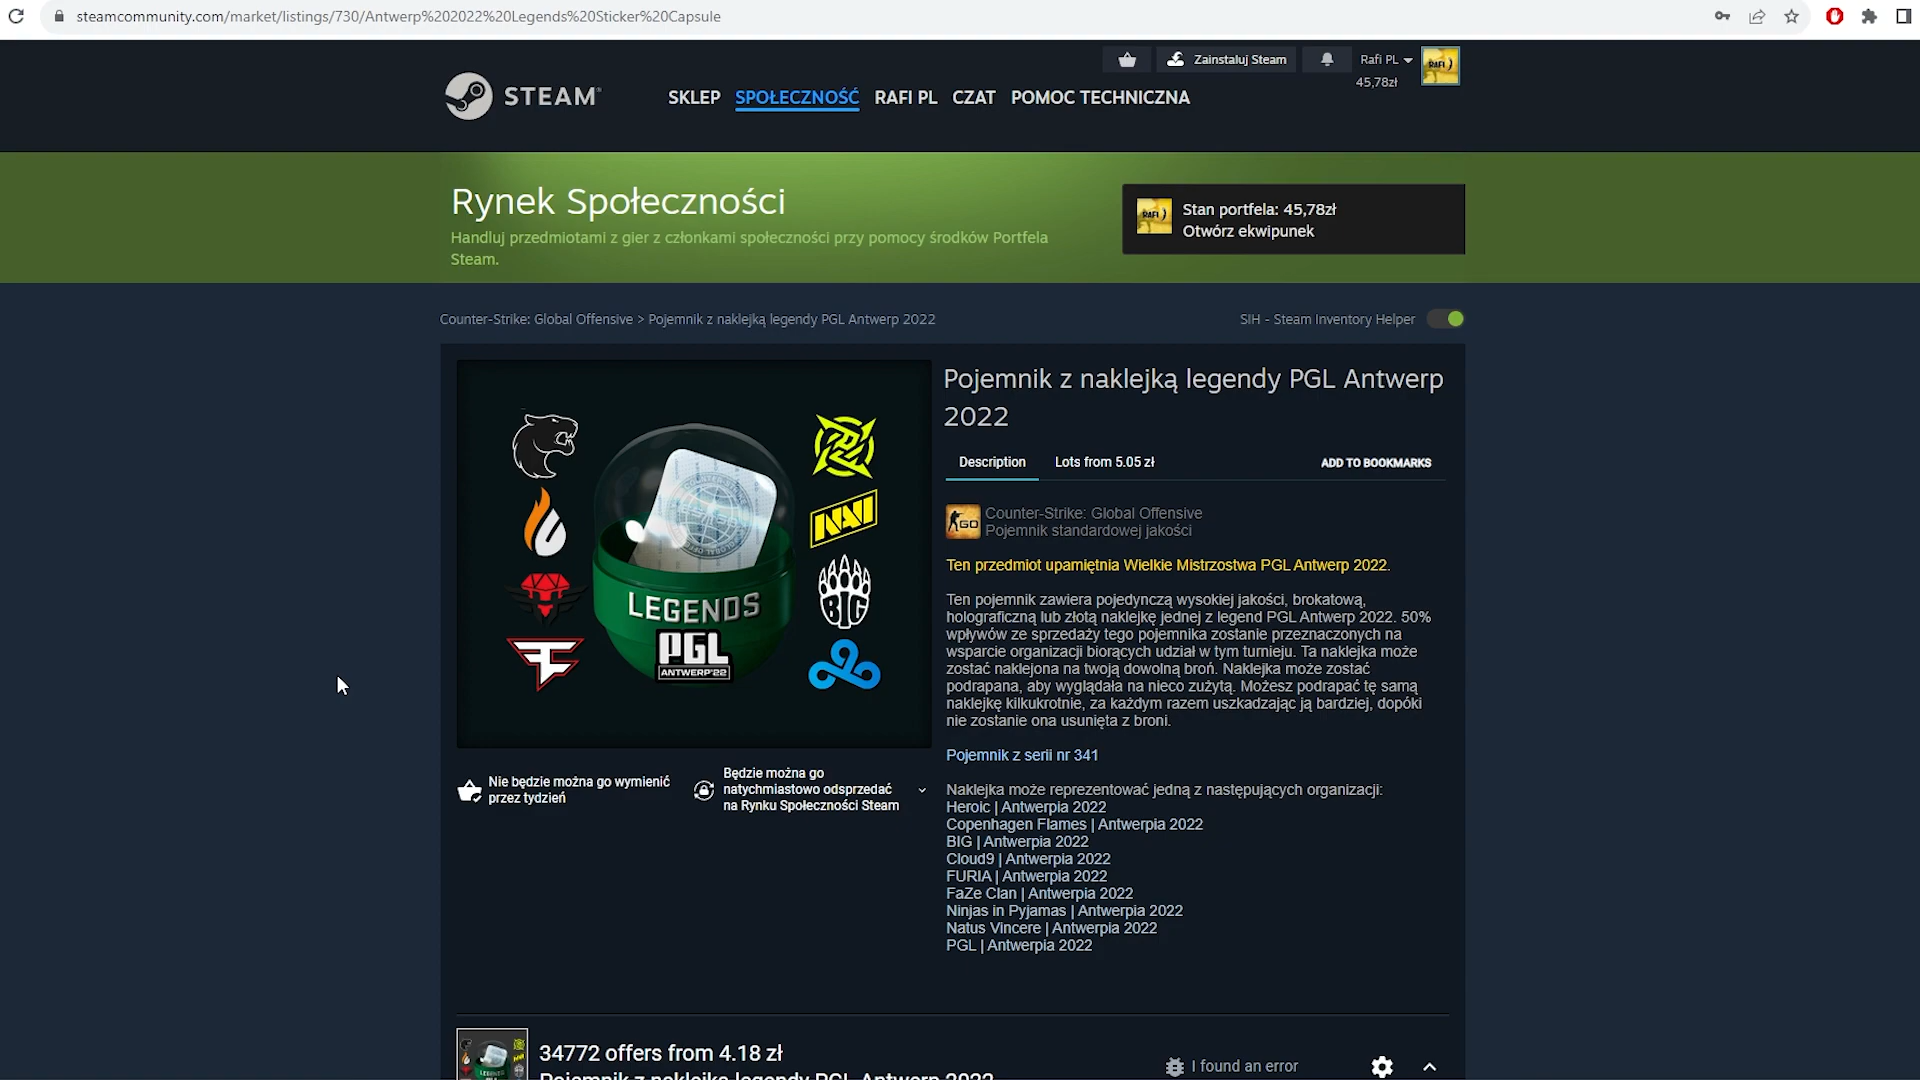 steamcommunity.com/market/listings/730/Antwerp%202022%20Legends%20Sticker%20Capsule
Zainstaluj Steam
Rafi PL
45,78zł
STEAM
SKLEP SPOŁECZNOŚĆ RAFI PL CZAT POMOC TECHNICZNA
Rynek Społeczności
Handluj przedmiotami z gier z członkami społeczności przy pomocy środków Portfela
Steam.
Stan portfela: 45,78zł
Otwórz ekwipunek
Counter-Strike: Global Offensive > Pojemnik z naklejką legendy PGL Antwerp 2022
SIH - Steam Inventory Helper
NAVI
BIG
LEGENDS
PGL
ANTWERP'22
Pojemnik z naklejką legendy PGL Antwerp
2022
Description Lots from 5.05 zł ADD TO BOOKMARKS
Counter-Strike: Global Offensive
Pojemnik standardowej jakości
Ten przedmiot upamiętnia Wielkie Mistrzostwa PGL Antwerp 2022.
Ten pojemnik zawiera pojedynczą wysokiej jakości, brokatową,
holograficzną lub złotą naklejkę jednej z legend PGL Antwerp 2022. 50%
wpływów ze sprzedaży tego pojemnika zostanie przeznaczonych na
wsparcie organizacji biorących udział w tym turnieju. Ta naklejka może
zostać naklejona na twoją dowolną broń. Naklejka może zostać
podrapana, aby wyglądała na nieco zużytą. Możesz podrapać tę samą
naklejkę kilkukrotnie, za każdym razem uszkadzając ją bardziej, dopóki
nie zostanie ona usunięta z broni.
Pojemnik z serii nr 341
Naklejka może reprezentować jedną z następujących organizacji:
Heroic | Antwerpia 2022
Copenhagen Flames | Antwerpia 2022
BIG | Antwerpia 2022
Cloud9 | Antwerpia 2022
FURIA | Antwerpia 2022
FaZe Clan | Antwerpia 2022
Ninjas in Pyjamas | Antwerpia 2022
Natus Vincere | Antwerpia 2022
PGL | Antwerpia 2022
Nie będzie można go wymienić
przez tydzień
Będzie można go
natychmiastowo odsprzedać
na Rynku Społeczności Steam
34772 offers from 4.18 zł
I found an error
Pojemnik z naklejką legendy PGL Antwerp 2022